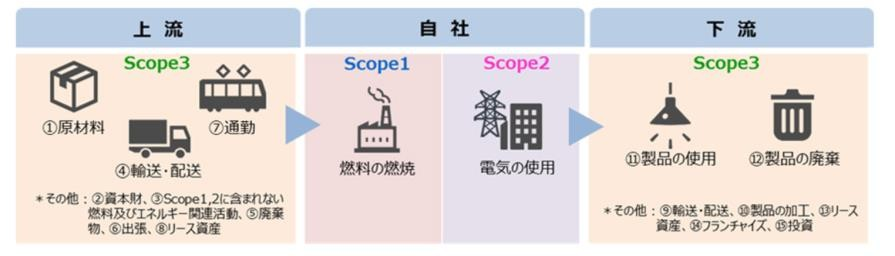 上 流
Scope3
①原材料
⑦通勤
④輸送・配送
＊その他：②資本財、③Scope1,2に含まれない
燃料及びエネルギー関連活動、⑤廃棄
物、⑥出張、⑧リース資産
自 社
Scope1
燃料の燃焼
Scope2
電気の使用
下 流
Scope3
⑪製品の使用
⑫製品の廃棄
＊その他：⑨輸送・配送、⑩製品の加工、⑬リース
資産、⑭フランチャイズ、⑮投資